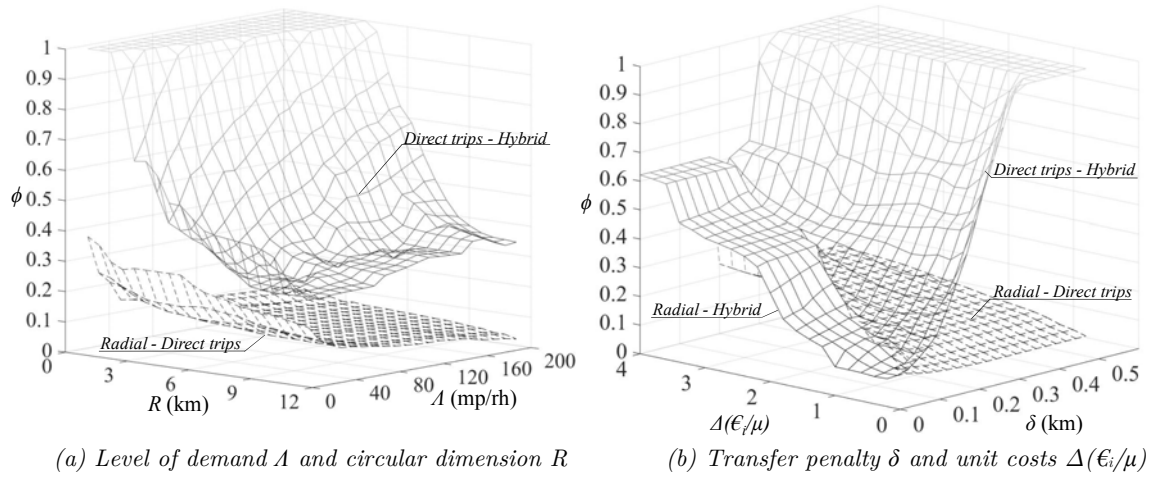 1
0.9
0.8
0.7
0.6
ϕ 0.5
0.4
0.3
0.2
0.1
0
Direct trips - Hybrid
Radial - Direct trips
0 3 6 9 12
R (km)
0 40 80 120 160 200
Λ (mp/rh)
(a) Level of demand Λ and circular dimension R
1
0.9
0.8
0.7
0.6
ϕ 0.5
0.4
0.3
0.2
0.1
0
Direct trips - Hybrid
Radial - Direct trips
Radial - Hybrid
4 3 2 1 0
Δ(€i/μ)
0 0.1 0.2 0.3 0.4 0.5
δ (km)
(b) Transfer penalty δ and unit costs Δ(€i/μ)